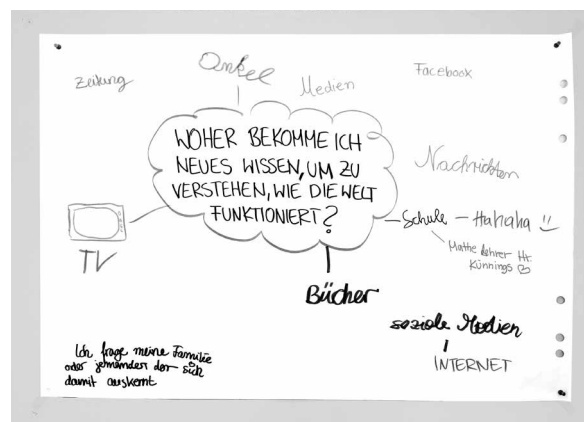 Zeitung
Onkel
Medien
Facebook
WOHER BEKOMME ICH
NEUES WISSEN, UM ZU
VERSTEHEN, WIE DIE WELT
FUNKTIONIERT?
Nachrichten
Schule – Hahaha
Mathe Lehrer Hr.
Künnings
TV
Bücher
soziale Medien
INTERNET
Ich frage meine Familie
oder jemanden der sich
damit auskennt